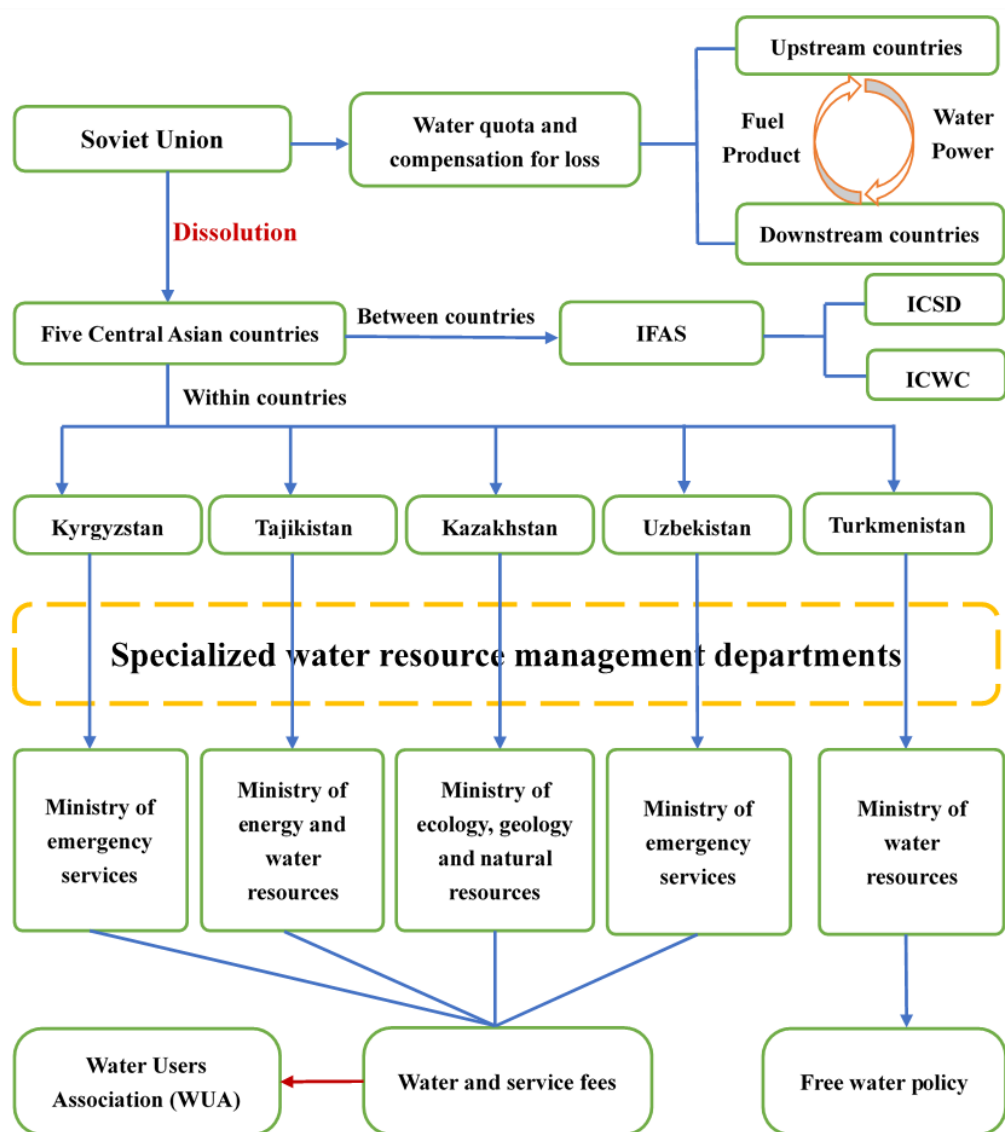 Upstream countries
Soviet Union
Water quota and
compensation for loss
Fuel
Product
Water
Power
Dissolution
Downstream countries
Five Central Asian countries
Between countries
IFAS
ICSD
ICWC
Within countries
Kyrgyzstan
Tajikistan
Kazakhstan
Uzbekistan
Turkmenistan
Specialized water resource management departments
Ministry of
emergency
services
Ministry of
energy and
water
resources
Ministry of
ecology, geology
and natural
resources
Ministry of
emergency
services
Ministry of
water
resources
Water Users
Association (WUA)
Water and service fees
Free water policy